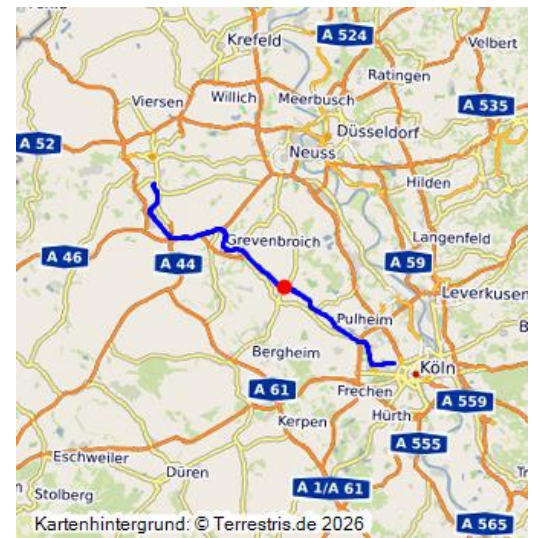 Krefeld
A 524
Velbert
Ratingen
Viersen
Willich
Meerbusch
A 535
Düsseldorf
A 52
Neuss
Hilden
Grevenbroich
Langenfeld
A 46
A 44
A 59
Leverkusen
Pulheim
B
Bergheim
Köln
A 61
Frechen
A 559
Hürth
Kerpen
A 555
Eschweiler
Düren
A 1/A 61
Stolberg
Kartenhintergrund: © Terrestris.de 2026
A 565